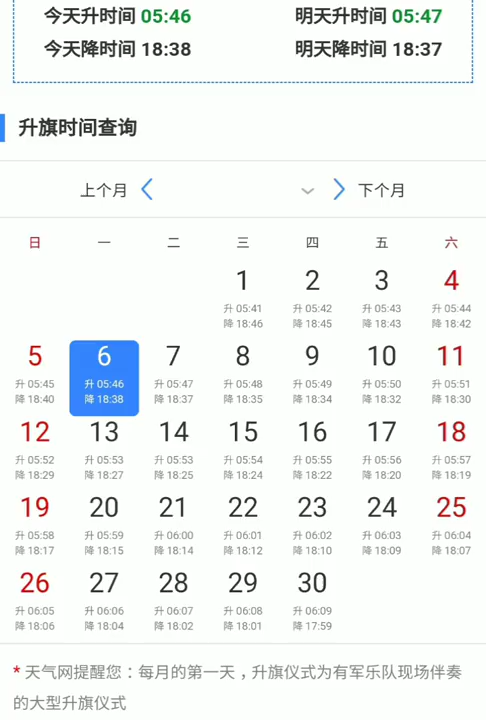 今天升时间 05:46 明天升时间 05:47
今天降时间 18:38 明天降时间 18:37
升旗时间查询
上个月 下个月
日 一 二 三 四 五 六
1 2 3 4
升 05:41 升 05:42 升 05:43 升 05:44
降 18:46 降 18:45 降 18:43 降 18:42
5 6 7 8 9 10 11
升 05:45 升 05:46 升 05:47 升 05:48 升 05:49 升 05:50 升 05:51
降 18:40 降 18:38 降 18:37 降 18:35 降 18:34 降 18:32 降 18:30
12 13 14 15 16 17 18
升 05:52 升 05:53 升 05:53 升 05:54 升 05:55 升 05:56 升 05:57
降 18:29 降 18:27 降 18:25 降 18:24 降 18:22 降 18:20 降 18:19
19 20 21 22 23 24 25
升 05:58 升 05:59 升 06:00 升 06:01 升 06:02 升 06:03 升 06:04
降 18:17 降 18:15 降 18:14 降 18:12 降 18:10 降 18:09 降 18:07
26 27 28 29 30
升 06:05 升 06:06 升 06:07 升 06:08 升 06:09
降 18:06 降 18:04 降 18:02 降 18:01 降 17:59
* 天气网提醒您：每月的第一天，升旗仪式为有军乐队现场伴奏
的大型升旗仪式